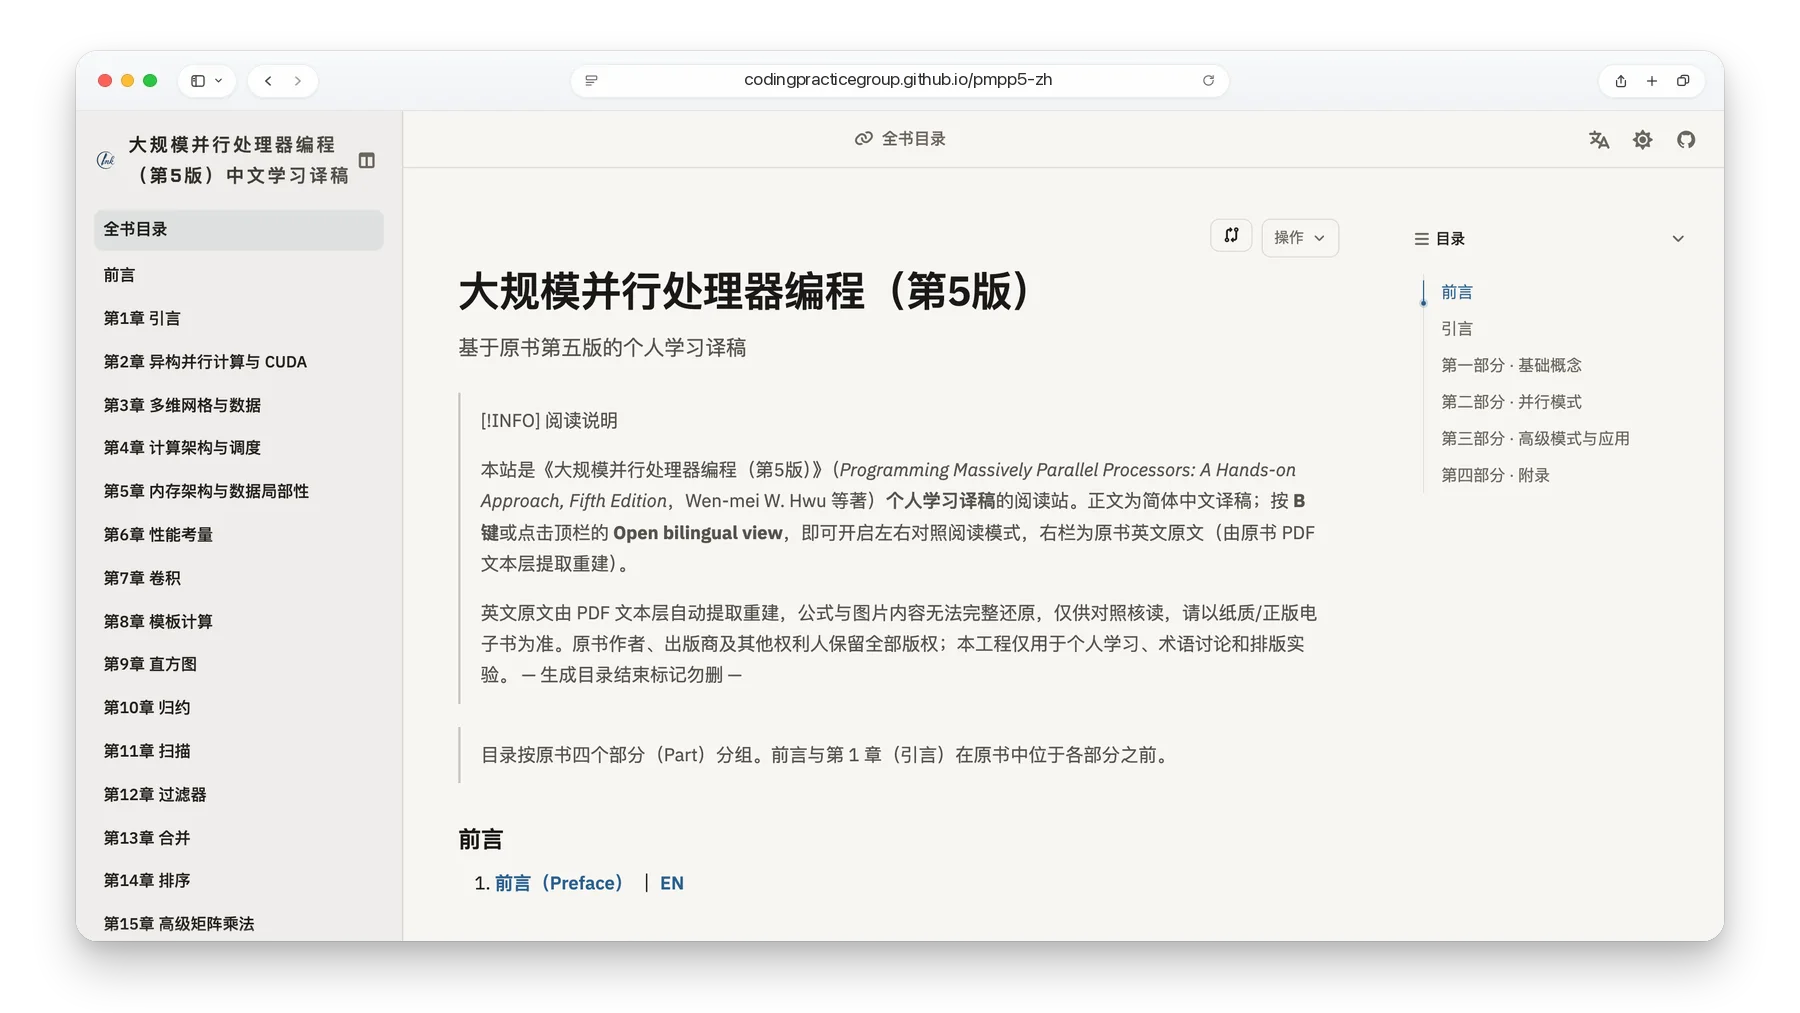 codingpracticegroup.github.io/pmpp5-zh
大规模并行处理器编程
（第5版）中文学习译稿
Ink
全书目录
前言
第1章 引言
第2章 异构并行计算与 CUDA
第3章 多维网格与数据
第4章 计算架构与调度
第5章 内存架构与数据局部性
第6章 性能考量
第7章 卷积
第8章 模板计算
第9章 直方图
第10章 归约
第11章 扫描
第12章 过滤器
第13章 合并
第14章 排序
第15章 高级矩阵乘法
全书目录
操作
大规模并行处理器编程（第5版）
基于原书第五版的个人学习译稿
[!INFO] 阅读说明
本站是《大规模并行处理器编程（第5版）》（Programming Massively Parallel Processors: A Hands-on
Approach, Fifth Edition，Wen-mei W. Hwu 等著）个人学习译稿的阅读站。正文为简体中文译稿；按 B
键或点击顶栏的 Open bilingual view，即可开启左右对照阅读模式，右栏为原书英文原文（由原书 PDF
文本层提取重建）。
英文原文由 PDF 文本层自动提取重建，公式与图片内容无法完整还原，仅供对照核读，请以纸质/正版电
子书为准。原书作者、出版商及其他权利人保留全部版权；本工程仅用于个人学习、术语讨论和排版实
验。 — 生成目录结束标记勿删 —
目录按原书四个部分（Part）分组。前言与第 1 章（引言）在原书中位于各部分之前。
前言
1. 前言（Preface） | EN
目录
前言
引言
第一部分 · 基础概念
第二部分 · 并行模式
第三部分 · 高级模式与应用
第四部分 · 附录